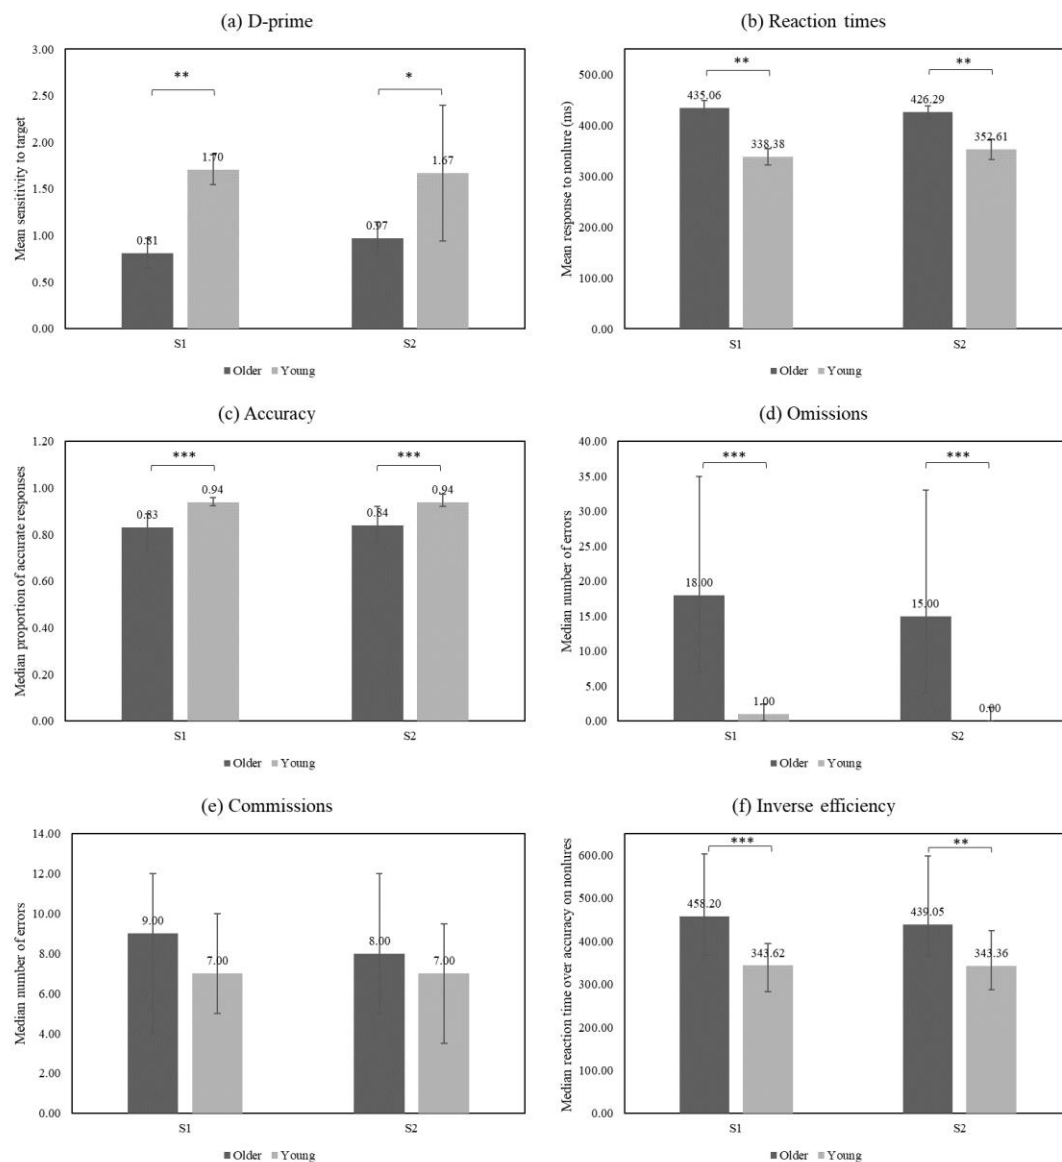 (a) D-prime
Mean sensitivity to target
3.00
2.50
2.00
1.50
1.00
0.50
0.00
**
*
0.81
1.70
0.97
1.67
S1
S2
Older
Young
(b) Reaction times
Mean response to nonlure (ms)
500.00
400.00
300.00
200.00
100.00
0.00
**
**
435.06
338.38
426.29
352.61
S1
S2
Older
Young
(c) Accuracy
Median proportion of accurate responses
1.20
1.00
0.80
0.60
0.40
0.20
0.00
***
***
0.83
0.94
0.84
0.94
S1
S2
Older
Young
(d) Omissions
Median number of errors
40.00
35.00
30.00
25.00
20.00
15.00
10.00
5.00
0.00
***
***
18.00
1.00
15.00
0.00
S1
S2
Older
Young
(e) Commissions
Median number of errors
14.00
12.00
10.00
8.00
6.00
4.00
2.00
0.00
9.00
7.00
8.00
7.00
S1
S2
Older
Young
(f) Inverse efficiency
Median reaction time over accuracy on nonlures
600.00
500.00
400.00
300.00
200.00
100.00
0.00
***
**
458.20
343.62
439.05
343.36
S1
S2
Older
Young